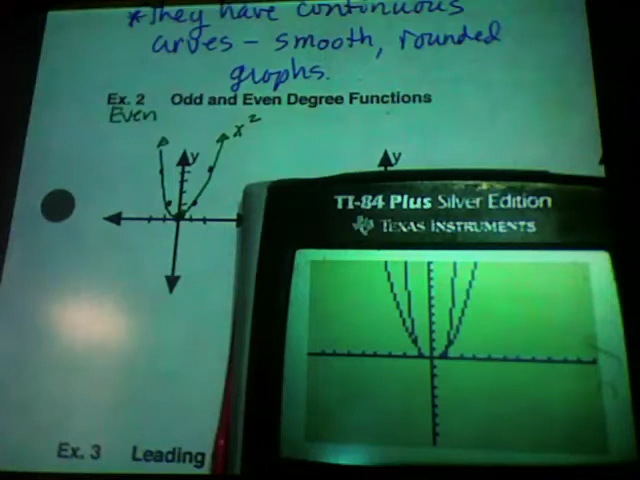 *They have continuous
curves - smooth, rounded
graphs.
Ex. 2 Odd and Even Degree Functions
Even
x²
y
y
TI-84 Plus Silver Edition
TEXAS INSTRUMENTS
Ex. 3 Leading